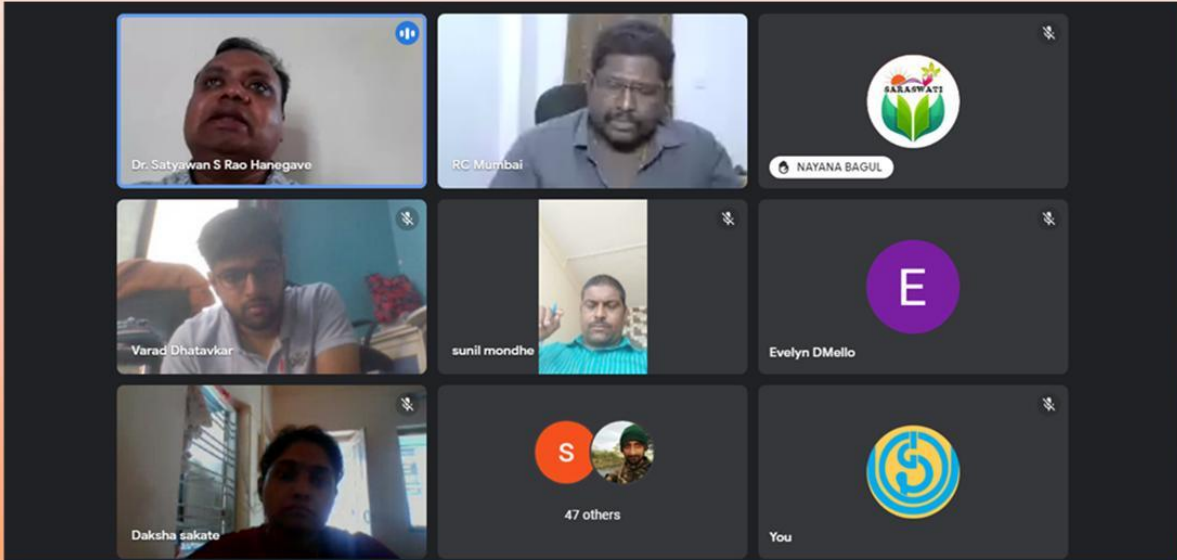 Dr. Satyawan S Rao Hanegave
RC Mumbai
SARASWATI
NAYANA BAGUL
Varad Dhatavkar
sunil mondhe
E
Evelyn DMello
Daksha sakate
S
47 others
You